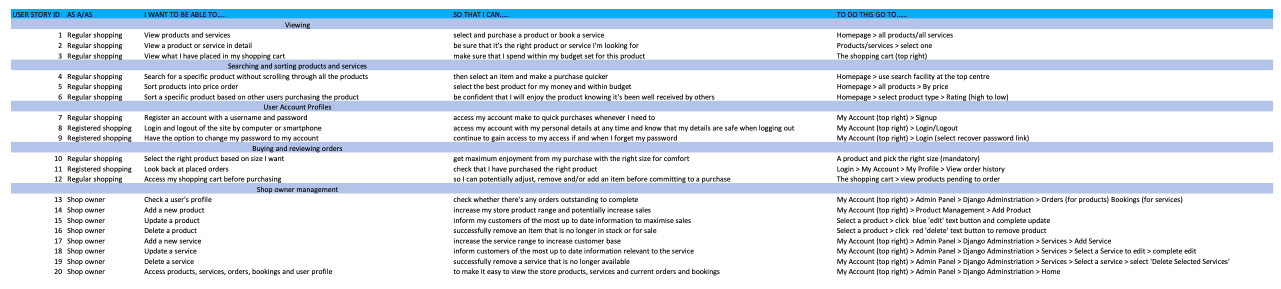 USER STORY ID AS A/AS I WANT TO BE ABLE TO..... SO THAT I CAN..... TO DO THIS GO TO......
Viewing
1 Regular shopping View products and services select and purchase a product or book a service Homepage > all products/all services
2 Regular shopping View a product or service in detail be sure that it's the right product or service I'm looking for Products/services > select one
3 Regular shopping View what I have placed in my shopping cart make sure that I spend within my budget set for this product The shopping cart (top right)
Searching and sorting products and services
4 Regular shopping Search for a specific product without scrolling through all the products then select an item and make a purchase quicker Homepage > use search facility at the top centre
5 Regular shopping Sort products into price order select the best product for my money and within budget Homepage > all products > By price
6 Regular shopping Sort a specific product based on other users purchasing the product be confident that I will enjoy the product knowing it's been well received by others Homepage > select product type > Rating (high to low)
User Account Profiles
7 Regular shopping Register an account with a username and password access my account make to quick purchases whenever I need to My Account (top right) > Signup
8 Registered shopping Login and logout of the site by computer or smartphone access my account with my personal details at any time and know that my details are safe when logging out My Account (top right) > Login/Logout
9 Registered shopping Have the option to change my password to my account continue to gain access to my access if and when I forget my password My Account (top right) > Login (select recover password link)
Buying and reviewing orders
10 Regular shopping Select the right product based on size I want get maximum enjoyment from my purchase with the right size for comfort A product and pick the right size (mandatory)
11 Registered shopping Look back at placed orders check that I have purchased the right product Login > My Account > My Profile > View order history
12 Regular shopping Access my shopping cart before purchasing so I can potentially adjust, remove and/or add an item before committing to a purchase The shopping cart > view products pending to order
Shop owner management
13 Shop owner Check a user's profile check whether there's any orders outstanding to complete My Account (top right) > Admin Panel > Django Adminstriation > Orders (for products) Bookings (for services)
14 Shop owner Add a new product increase my store product range and potentially increase sales My Account (top right) > Product Management > Add Product
15 Shop owner Update a product inform my customers of the most up to date information to maximise sales Select a product > click blue 'edit' text button and complete update
16 Shop owner Delete a product successfully remove an item that is no longer in stock or for sale Select a product > click red 'delete' text button to remove product
17 Shop owner Add a new service increase the service range to increase customer base My Account (top right) > Admin Panel > Django Adminstriation > Services > Add Service
18 Shop owner Update a service inform customers of the most up to date information relevant to the service My Account (top right) > Admin Panel > Django Adminstriation > Services > Select a Service to edit > complete edit
19 Shop owner Delete a service successfully remove a service that is no longer available My Account (top right) > Admin Panel > Django Adminstriation > Services > Select a service > select 'Delete Selected Services'
20 Shop owner Access products, services, orders, bookings and user profile to make it easy to view the store products, services and current orders and bookings My Account (top right) > Admin Panel > Django Adminstriation > Home